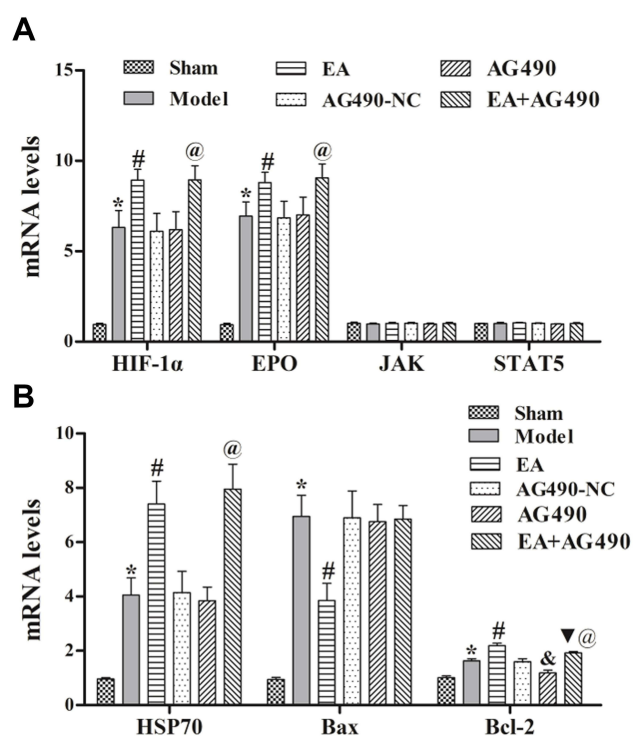 A
Sham
EA
AG490
Model
AG490-NC
EA+AG490
mRNA levels
15
10
5
0
*
#
@
*
#
@
HIF-1α
EPO
JAK
STAT5
B
Sham
Model
EA
AG490-NC
AG490
EA+AG490
mRNA levels
10
8
6
4
2
0
*
#
@
*
#
*
#
&
▼@
HSP70
Bax
Bcl-2